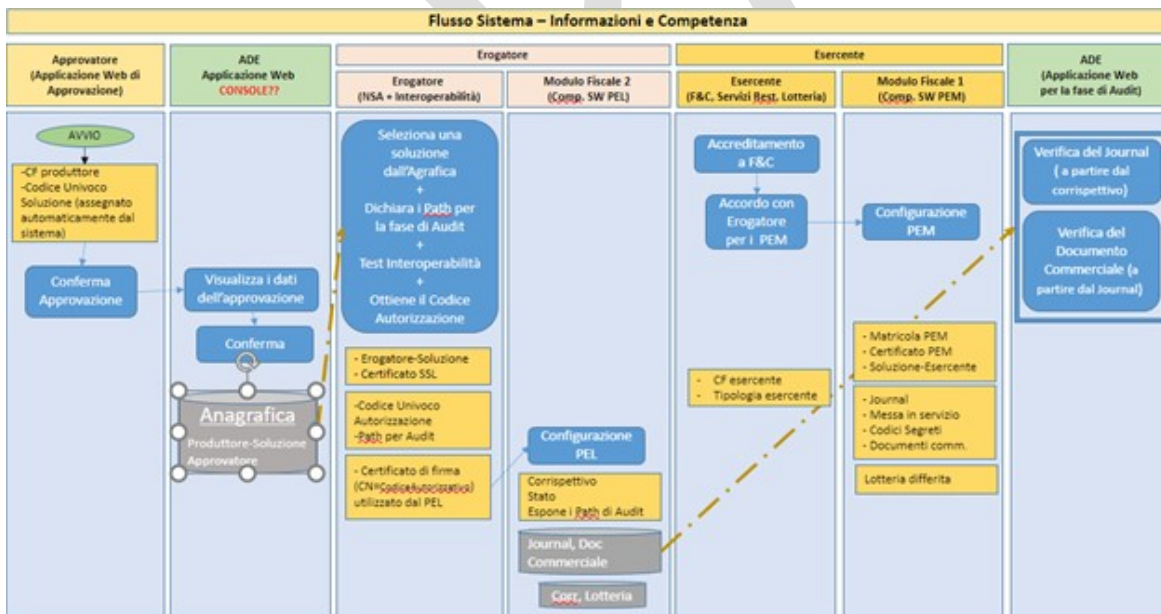 Flusso Sistema – Informazioni e Competenza
Approvatore
(Applicazione Web di
Approvazione)
ADE
Applicazione Web
CONSOLE??
Erogatore
Erogatore
(NSA + Interoperabilità)
Modulo Fiscale 2
(Comp. SW PEL)
Esercente
Esercente
(F&C, Servizi Rest, Lotteria)
Modulo Fiscale 1
(Comp. SW PEM)
ADE
(Applicazione Web
per la fase di Audit)
AVVIO
-CF produttore
-Codice Univoco
Soluzione (assegnato
automaticamente dal
sistema)
Conferma
Approvazione
Visualizza i dati
dell'approvazione
Conferma
Anagrafica
Produttore-Soluzione
Approvatore
Seleziona una
soluzione
dall'Agrafica
+
Dichiara i Path per
la fase di Audit
+
Test Interoperabilità
+
Ottiene il Codice
Autorizzazione
- Erogatore-Soluzione
- Certificato SSL
-Codice Univoco
Autorizzazione
-Path per Audit
- Certificato di firma
(CN=CodiceAutorizzativo)
utilizzato dal PEL
Configurazione
PEL
Corrispettivo
Stato
Espone i Path di Audit
Journal, Doc
Commerciale
Corr, Lotteria
Accreditamento
a F&C
Accordo con
Erogatore
per i PEM
- CF esercente
- Tipologia esercente
Configurazione
PEM
- Matricola PEM
- Certificato PEM
- Soluzione-Esercente
- Journal
- Messa in servizio
- Codici Segreti
- Documenti comm.
Lotteria differita
Verifica del Journal
( a partire dal
corrispettivo)
Verifica del
Documento
Commerciale (a
partire dal Journal)